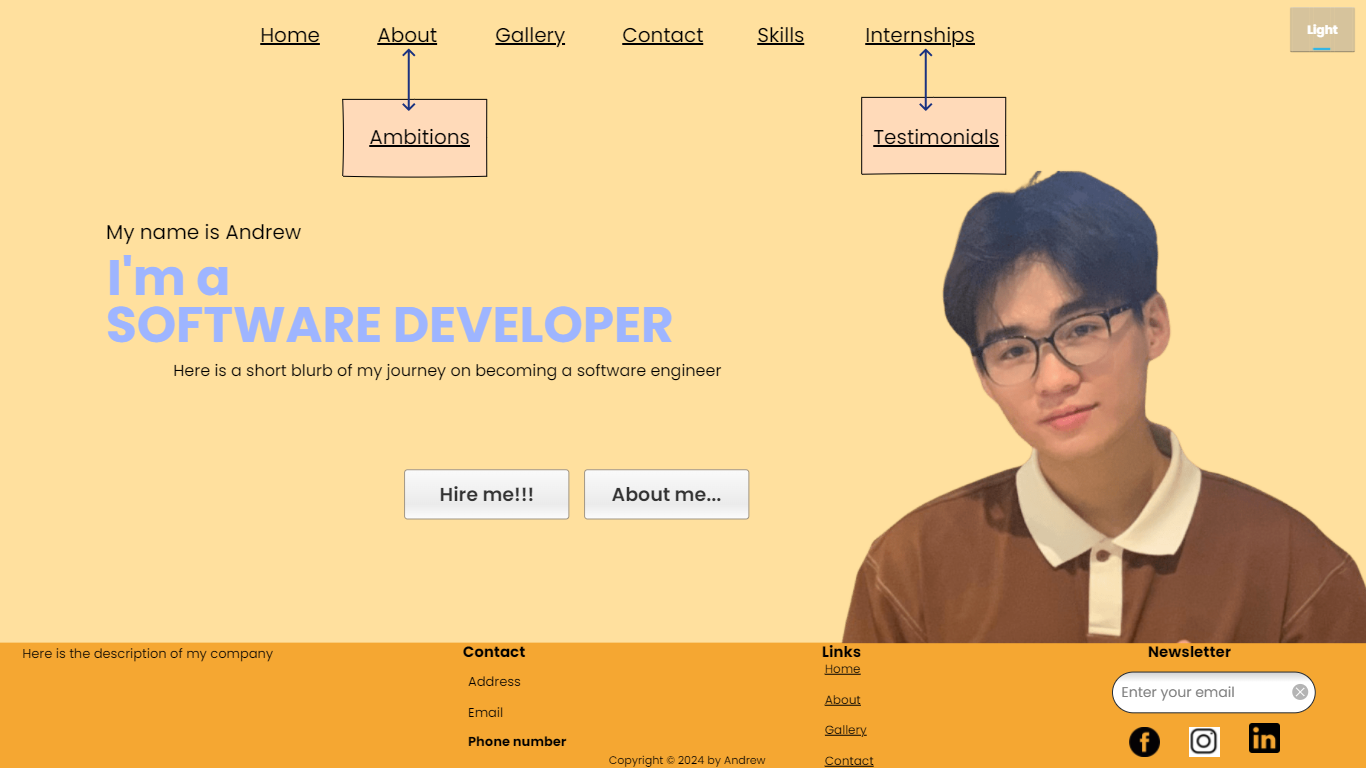 Home About Gallery Contact Skills Internships
Light
Ambitions Testimonials
My name is Andrew
I'm a
SOFTWARE DEVELOPER
Here is a short blurb of my journey on becoming a software engineer
Hire me!!! About me...
Here is the description of my company
Contact
Address
Email
Phone number
Links
Home
About
Gallery
Contact
Newsletter
Enter your email
f in
Copyright © 2024 by Andrew